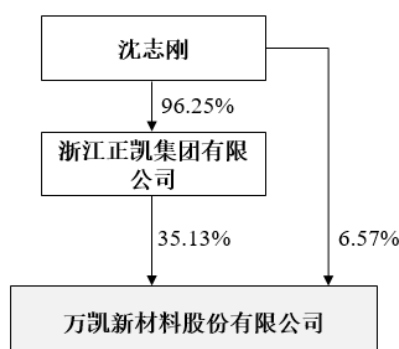 沈志刚
96.25%
浙江正凯集团有限
公司
35.13%
6.57%
万凯新材料股份有限公司